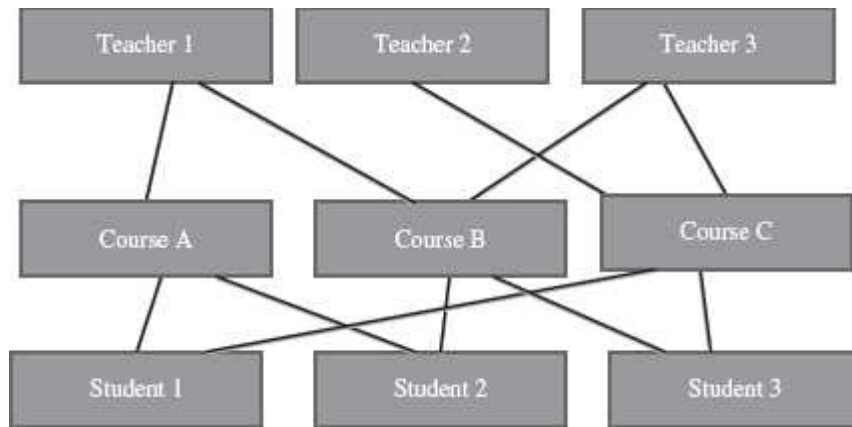 Teacher 1
Teacher 2
Teacher 3
Course A
Course B
Course C
Student 1
Student 2
Student 3